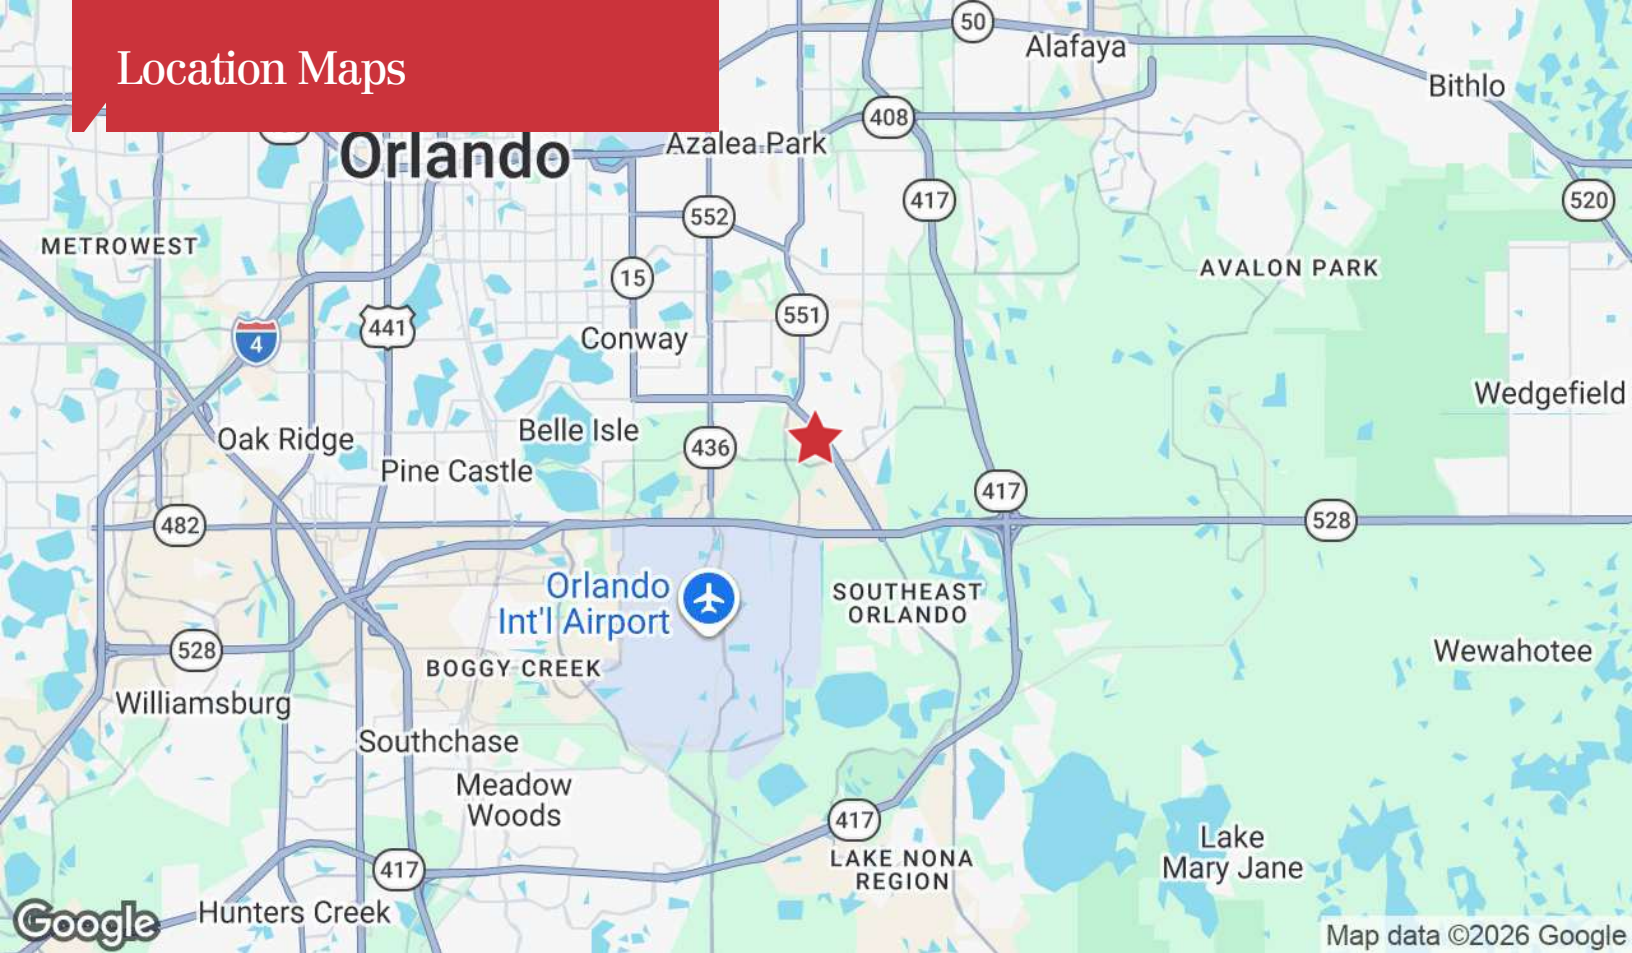 Location Maps
50
Alafaya
Bithlo
408
Azalea Park
Orlando
417
520
552
METROWEST
AVALON PARK
15
551
441
4
Conway
Wedgefield
Belle Isle
Oak Ridge
436
Pine Castle
417
482
528
Orlando
Int'l Airport
SOUTHEAST
ORLANDO
528
BOGGY CREEK
Wewahotee
Williamsburg
Southchase
Meadow
Woods
417
Lake
Mary Jane
LAKE NONA
REGION
417
Hunters Creek
Google
Map data ©2026 Google